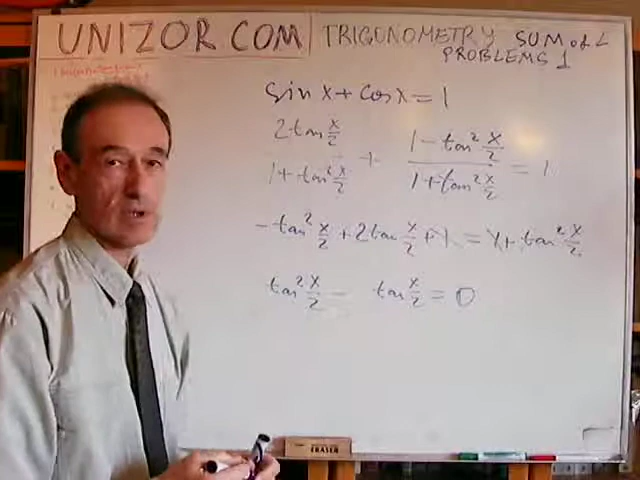 UNIZOR.COM TRIGONOMETRY SUM of L
PROBLEMS 1
sin x + cos x = 1
2·tan x/2 / 1 + tan² x/2 + 1 - tan² x/2 / 1 + tan² x/2 = 1
- tan² x/2 + 2 tan x/2 + 1 = 1 + tan² x/2
tan² x/2 - tan x/2 = 0
ERASER